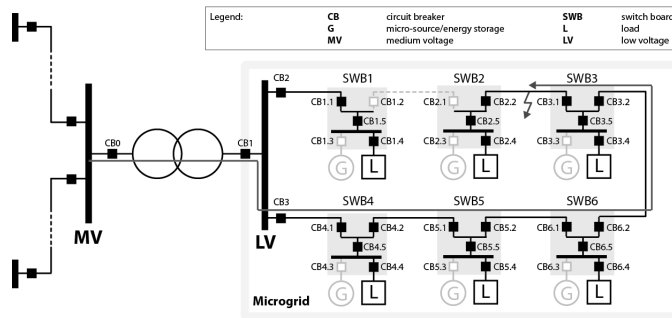 Legend: CB circuit breaker SWB switch board
G micro-source/energy storage L load
MV medium voltage LV low voltage
CB2 SWB1 SWB2 SWB3
CB1.1 CB1.2 CB2.1 CB2.2 CB3.1 CB3.2
CB1.5 CB2.5 CB3.5
CB0 CB1 CB1.3 CB1.4 CB2.3 CB2.4 CB3.3 CB3.4
G L G L G L
CB3 SWB4 SWB5 SWB6
CB4.1 CB4.2 CB5.1 CB5.2 CB6.1 CB6.2
MV LV CB4.5 CB5.5 CB6.5
CB4.3 CB4.4 CB5.3 CB5.4 CB6.3 CB6.4
Microgrid G L G L G L